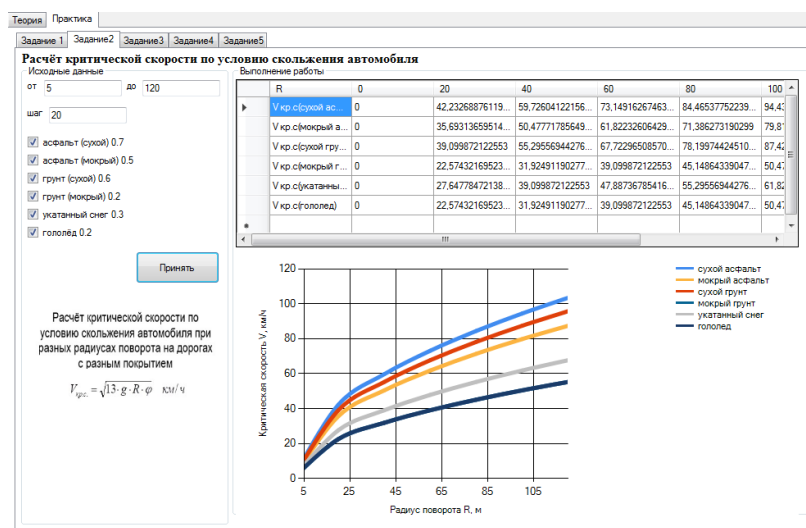 Теория Практика
Задание 1 Задание2 Задание3 Задание4 Задание5
Расчёт критической скорости по условию скольжения автомобиля
Исходные данные
от 5 до 120
шаг 20
асфальт (сухой) 0.7
асфальт (мокрый) 0.5
грунт (сухой) 0.6
грунт (мокрый) 0.2
укатанный снег 0.3
гололёд 0.2
Принять
Расчёт критической скорости по
условию скольжения автомобиля при
разных радиусах поворота на дорогах
с разным покрытием
Vкрс. = √13·g·R·φ км/ч
Выполнение работы
R 0 20 40 60 80 100
V кр.с(сухой ас... 0 42,23268876119... 59,72604122156... 73,14916267463... 84,46537752239... 94,43
V кр.с(мокрый а... 0 35,69313659514... 50,47771785649... 61,82232606429... 71,386273190299 79,81
V кр.с(сухой гру... 0 39,099872122553 55,29556944276... 67,72296508570... 78,19974424510... 87,42
V кр.с(мокрый г... 0 22,57432169523... 31,92491190277... 39,099872122553 45,14864339047... 50,47
V кр.с(укатанны... 0 27,64778472138... 39,099872122553 47,88736785416... 55,29556944276... 61,82
V кр.с(гололед) 0 22,57432169523... 31,92491190277... 39,099872122553 45,14864339047... 50,47
Критическая скорость V, км/ч
120
100
80
60
40
20
0
5 25 45 65 85 105
Радиус поворота R, м
сухой асфальт
мокрый асфальт
сухой грунт
мокрый грунт
укатанный снег
гололед